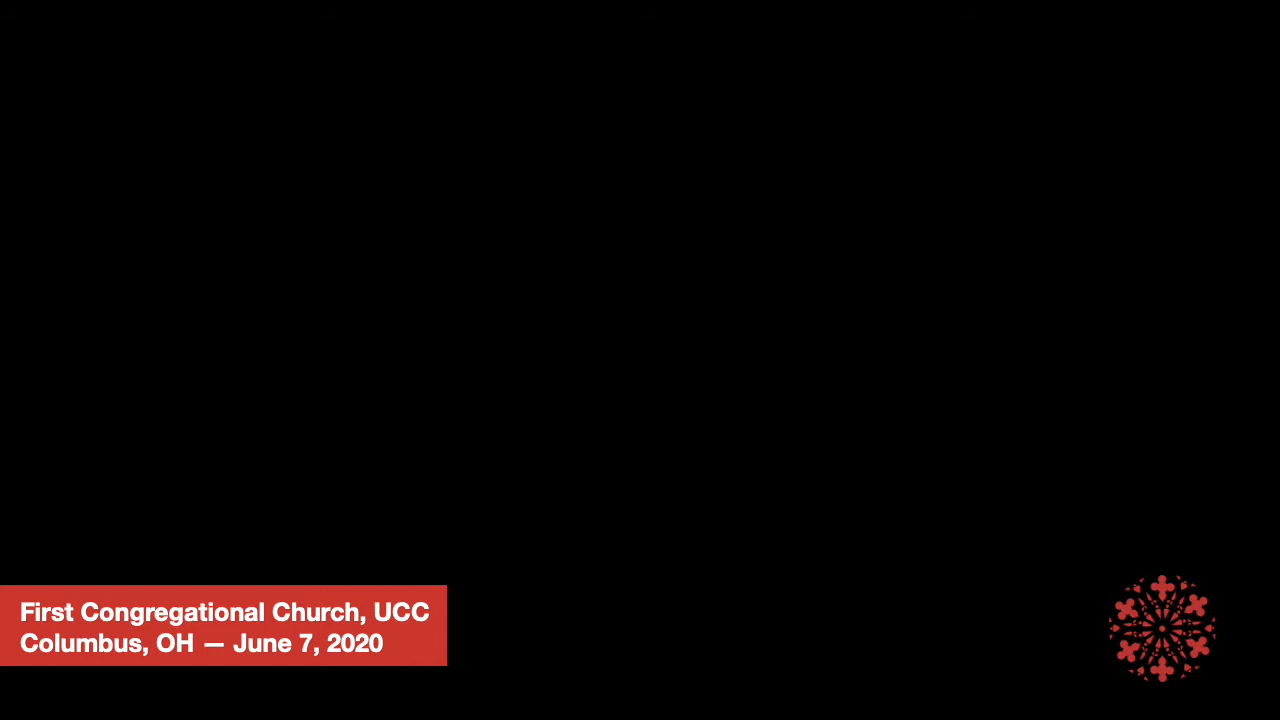 First Congregational Church, UCC
Columbus, OH — June 7, 2020